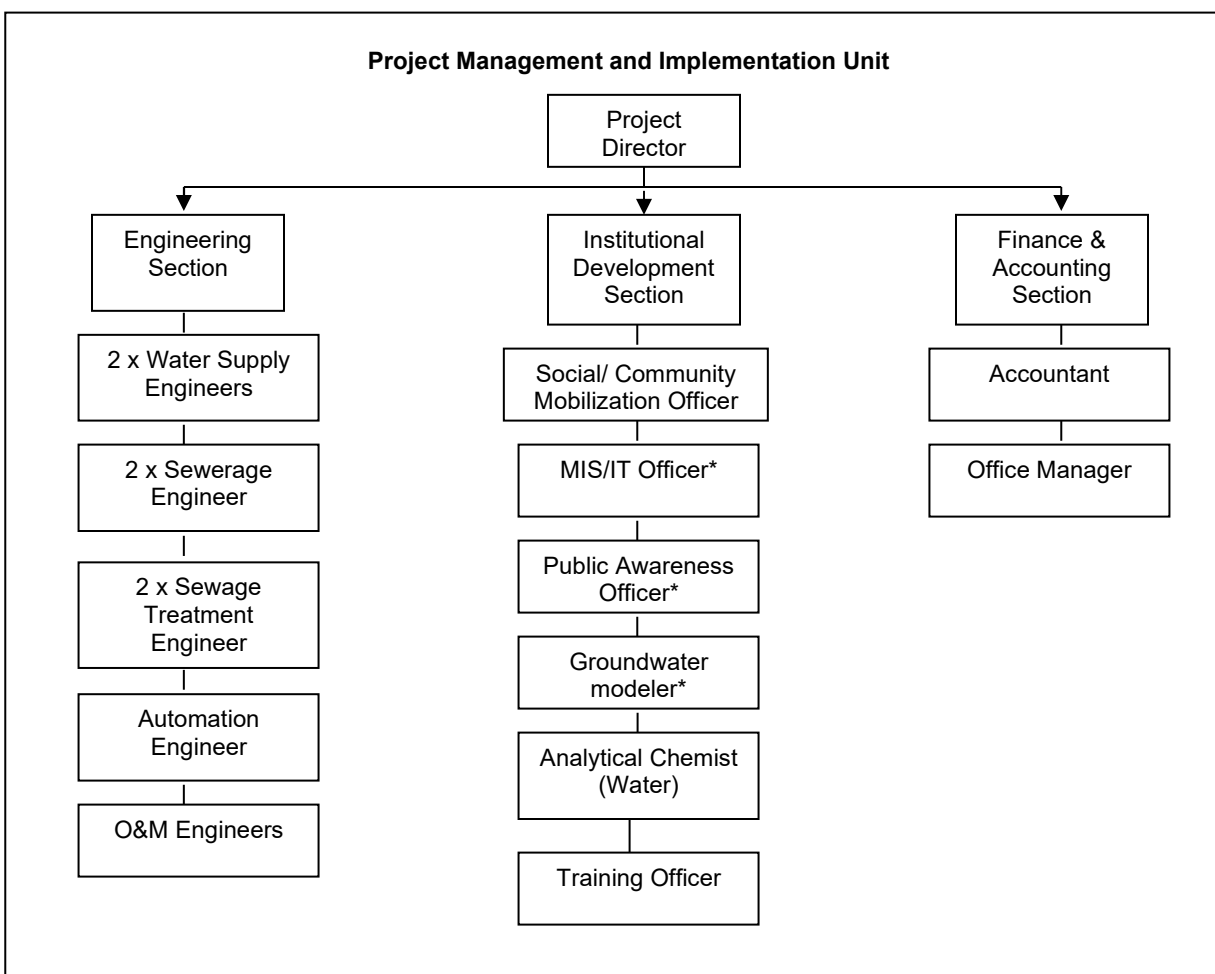 Project Management and Implementation Unit
Project
Director
Engineering
Section
2 x Water Supply
Engineers
2 x Sewerage
Engineer
2 x Sewage
Treatment
Engineer
Automation
Engineer
O&M Engineers
Institutional
Development
Section
Social/ Community
Mobilization Officer
MIS/IT Officer*
Public Awareness
Officer*
Groundwater
modeler*
Analytical Chemist
(Water)
Training Officer
Finance &
Accounting
Section
Accountant
Office Manager